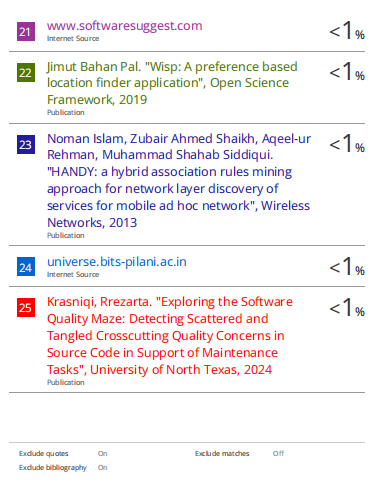 21 www.softwaresuggest.com <1%
Internet Source
22 Jimut Bahan Pal. "Wisp: A preference based <1%
location finder application", Open Science
Framework, 2019
Publication
23 Noman Islam, Zubair Ahmed Shaikh, Aqeel-ur <1%
Rehman, Muhammad Shahab Siddiqui.
"HANDY: a hybrid association rules mining
approach for network layer discovery of
services for mobile ad hoc network", Wireless
Networks, 2013
Publication
24 universe.bits-pilani.ac.in <1%
Internet Source
25 Krasniqi, Rrezarta. "Exploring the Software <1%
Quality Maze: Detecting Scattered and
Tangled Crosscutting Quality Concerns in
Source Code in Support of Maintenance
Tasks", University of North Texas, 2024
Publication
Exclude quotes On Exclude matches Off
Exclude bibliography On